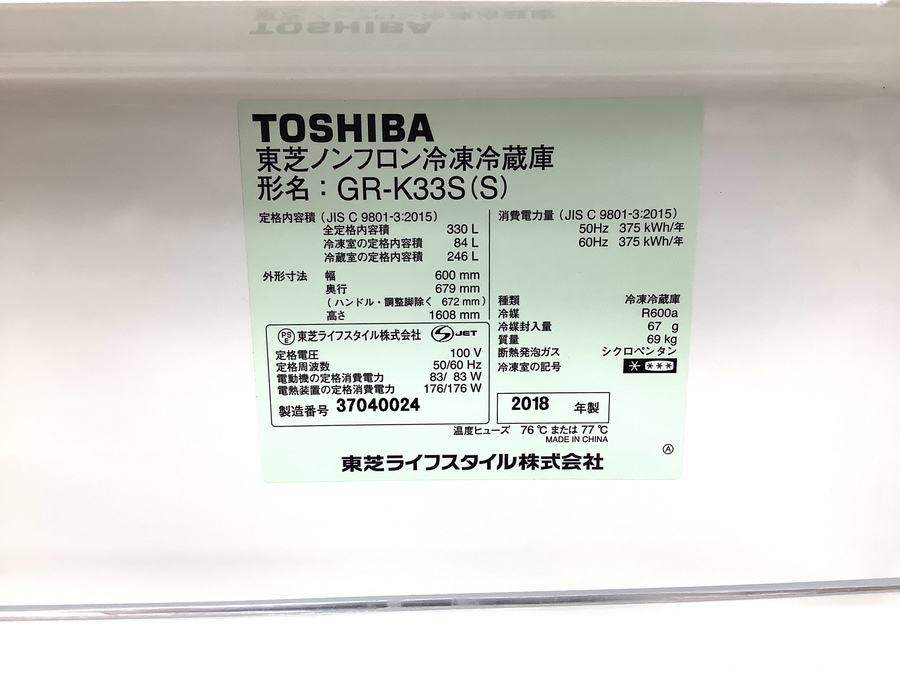 TOSHIBA
東芝ノンフロン冷凍冷蔵庫
形名：GR-K33S(S)
定格内容積（JIS C 9801-3:2015）
全定格内容積 330 L
冷凍室の定格内容積 84 L
冷蔵室の定格内容積 246 L
外形寸法 幅 600 mm
奥行 679 mm
（ハンドル・調整脚除く 672 mm）
高さ 1608 mm
消費電力量（JIS C 9801-3:2015）
50Hz 375 kWh/年
60Hz 375 kWh/年
種類 冷凍冷蔵庫
冷媒 R600a
冷媒封入量 67 g
質量 69 kg
断熱発泡ガス シクロペンタン
冷凍室の記号
PSE 東芝ライフスタイル株式会社 JET
定格電圧 100 V
定格周波数 50/60 Hz
電動機の定格消費電力 83/ 83 W
電熱装置の定格消費電力 176/176 W
製造番号 37040024
2018 年製
温度ヒューズ 76℃ または 77℃
MADE IN CHINA
Ⓐ
東芝ライフスタイル株式会社